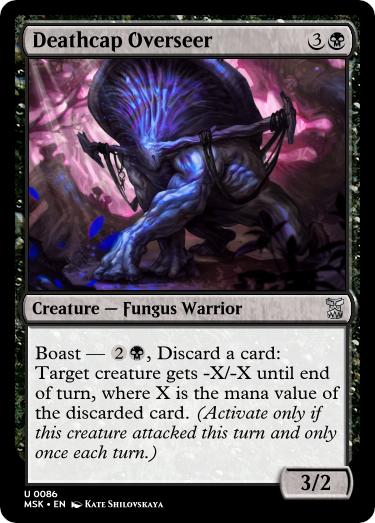 Deathcap Overseer 3
Creature — Fungus Warrior
Boast — 2, Discard a card:
Target creature gets -X/-X until end
of turn, where X is the mana value of
the discarded card. (Activate only if
this creature attacked this turn and only
once each turn.)
3/2
U 0086
MSK • EN Kate Shilovskaya